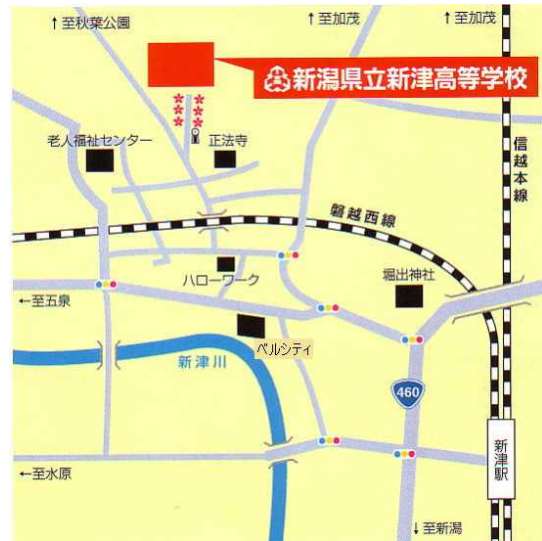 ↑至秋葉公園
↑至加茂
↑至加茂
新潟県立新津高等学校
老人福祉センター
正法寺
信越本線
磐越西線
ハローワーク
堀出神社
←至五泉
ベルシティ
新津川
460
新津駅
←至水原
↓至新潟